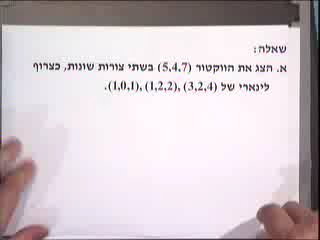 שאלה:
א. הצג את הווקטור (5,4,7) בשתי צורות שונות, כצרוף
לינארי של (3,2,4) ,(1,2,2) ,(1,0,1).